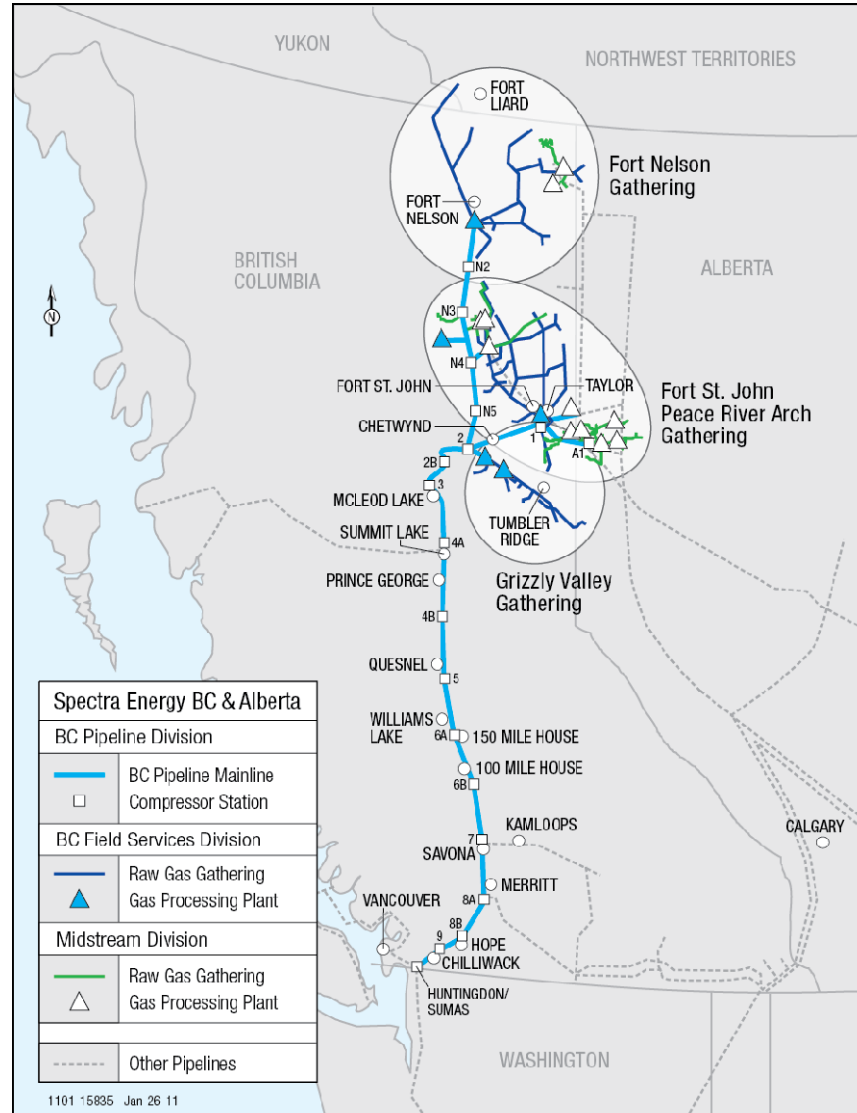 YUKON
NORTHWEST TERRITORIES
FORT
LIARD
Fort Nelson
Gathering
FORT
NELSON
BRITISH
COLUMBIA
ALBERTA
N2
N
N3
N4
FORT ST. JOHN
TAYLOR
Fort St. John
Peace River Arch
Gathering
N5
CHETWYND
1
A1
2
2B
3
MCLEOD LAKE
TUMBLER
RIDGE
SUMMIT LAKE
4A
Grizzly Valley
Gathering
PRINCE GEORGE
4B
QUESNEL
5
WILLIAMS
LAKE
6A
150 MILE HOUSE
100 MILE HOUSE
6B
7
KAMLOOPS
CALGARY
SAVONA
MERRITT
8A
VANCOUVER
8B
9
HOPE
CHILLIWACK
HUNTINGDON/
SUMAS
WASHINGTON
Spectra Energy BC & Alberta
BC Pipeline Division
BC Pipeline Mainline
Compressor Station
BC Field Services Division
Raw Gas Gathering
Gas Processing Plant
Midstream Division
Raw Gas Gathering
Gas Processing Plant
Other Pipelines
1101 15835 Jan 26 11